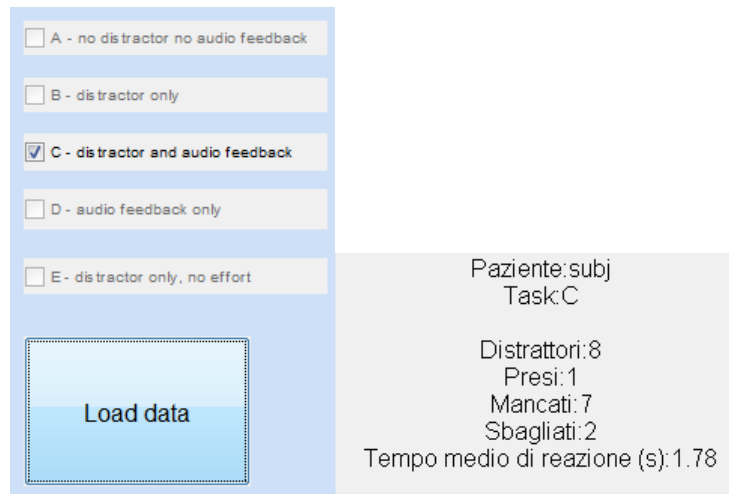 A - no distractor no audio feedback
B - distractor only
C - distractor and audio feedback
D - audio feedback only
E - distractor only, no effort
Load data
Paziente:subj
Task:C
Distrattori:8
Presi:1
Mancati:7
Sbagliati:2
Tempo medio di reazione (s):1.78